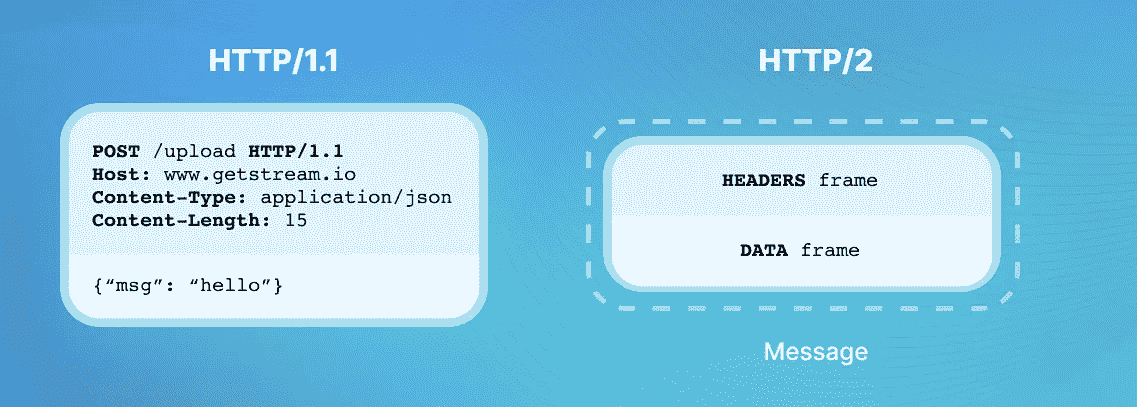 HTTP/1.1
POST /upload HTTP/1.1
Host: www.getstream.io
Content-Type: application/json
Content-Length: 15
{“msg”: “hello”}
HTTP/2
HEADERS frame
DATA frame
Message